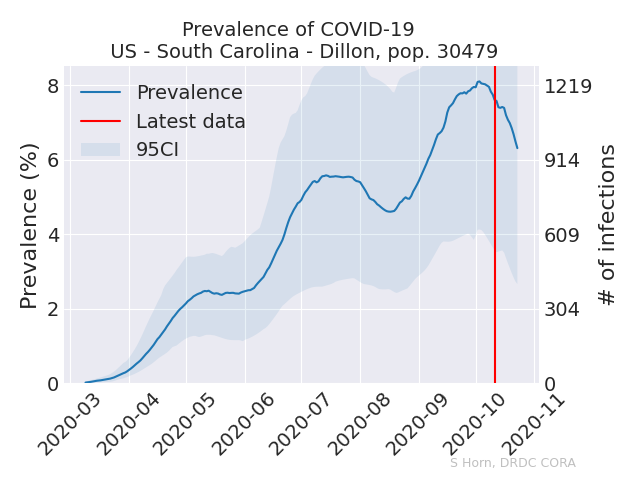 Prevalence of COVID-19
US - South Carolina - Dillon, pop. 30479
Prevalence
Latest data
95CI
Prevalence (%)
8
6
4
2
0
1219
914
609
304
0
# of infections
2020-03
2020-04
2020-05
2020-06
2020-07
2020-08
2020-09
2020-10
2020-11
S Horn, DRDC CORA